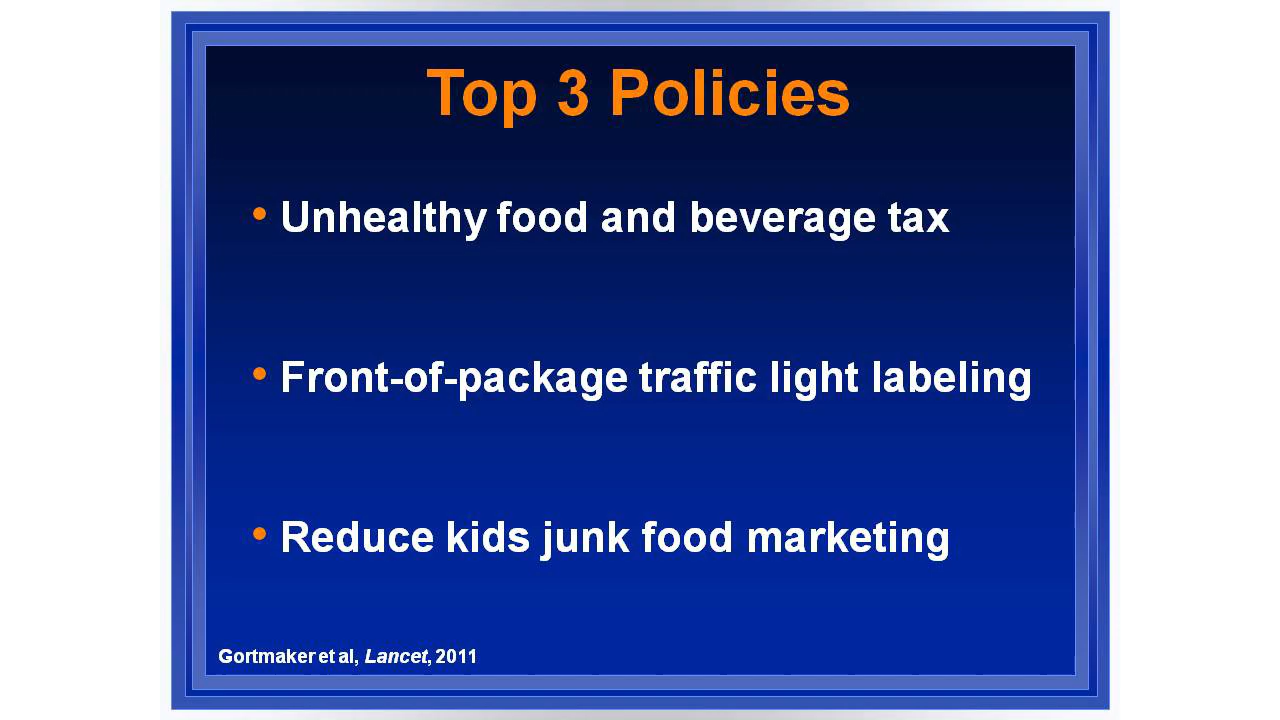 Top 3 Policies
• Unhealthy food and beverage tax
• Front-of-package traffic light labeling
• Reduce kids junk food marketing
Gortmaker et al, Lancet, 2011